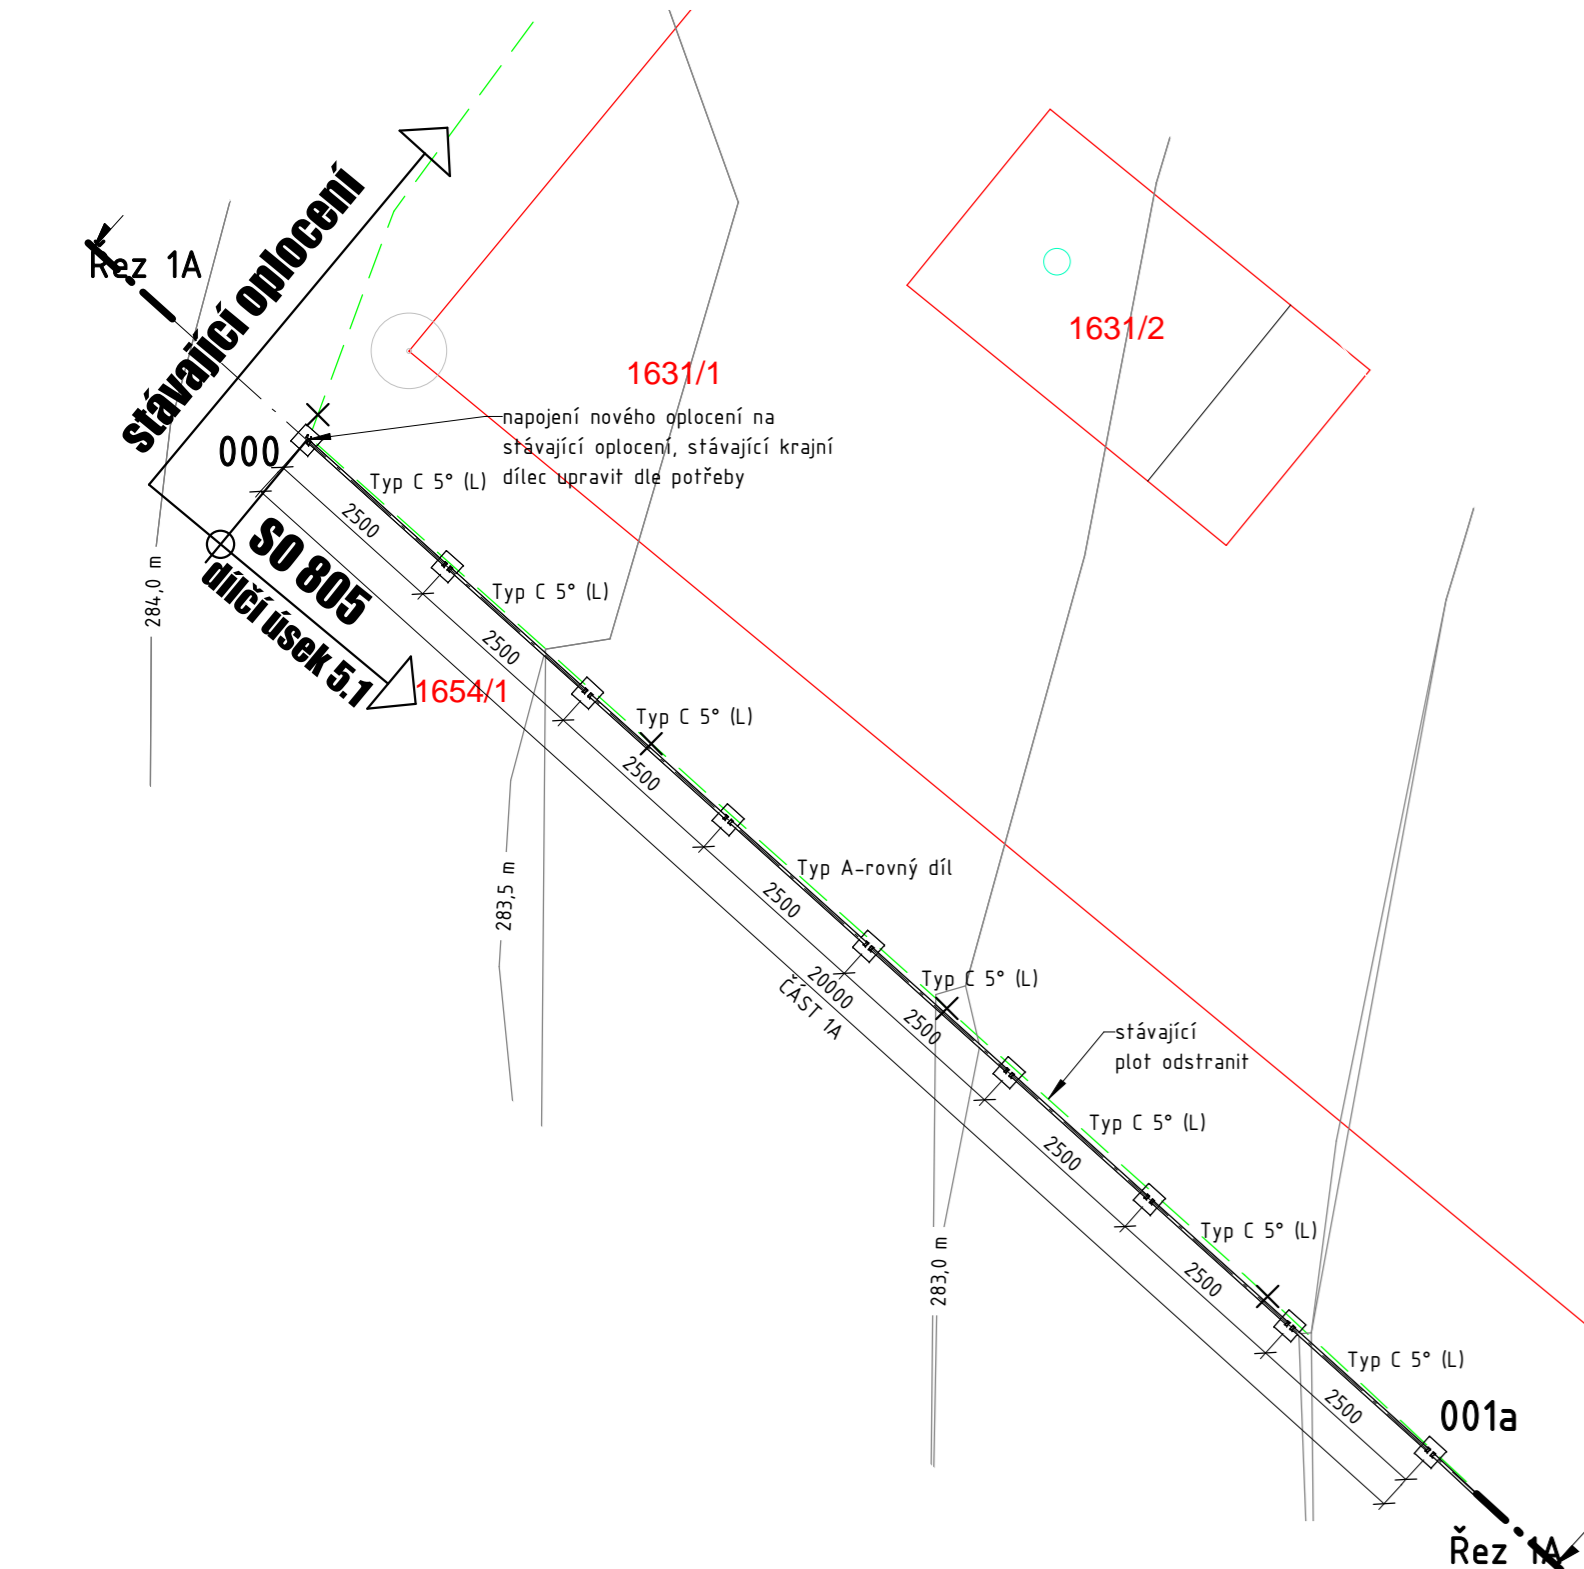 stávající oplocení
Řez 1A
1631/2
1631/1
napojení nového oplocení na
stávající oplocení, stávající krajní
dílec upravit dle potřeby
000
Typ C 5° (L)
2500
SO 805
dílčí úsek 5.1
284,0 m
Typ C 5° (L)
2500
1654/1
Typ C 5° (L)
2500
Typ A-rovný díl
2500
283,5 m
20000
ČÁST 1A
Typ C 5° (L)
2500
stávající
plot odstranit
Typ C 5° (L)
2500
Typ C 5° (L)
2500
283,0 m
Typ C 5° (L)
2500
001a
Řez 1A